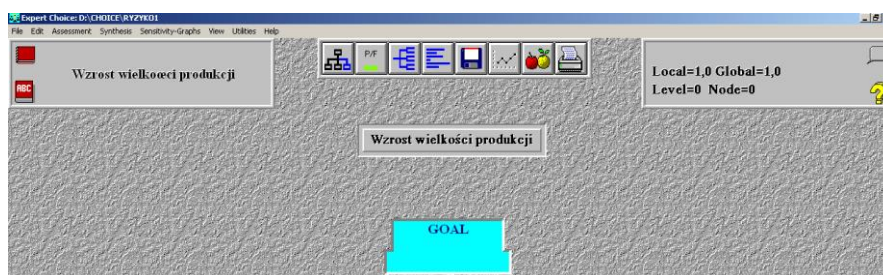 Expert Choice: D:\CHOICE\RYZYKO1
File Edit Assessment Synthesis Sensitivity-Graphs View Utilities Help
Wzrost wielkoœci produkcji
ABC
P/F
Local=1,0 Global=1,0
Level=0 Node=0
Wzrost wielkości produkcji
GOAL